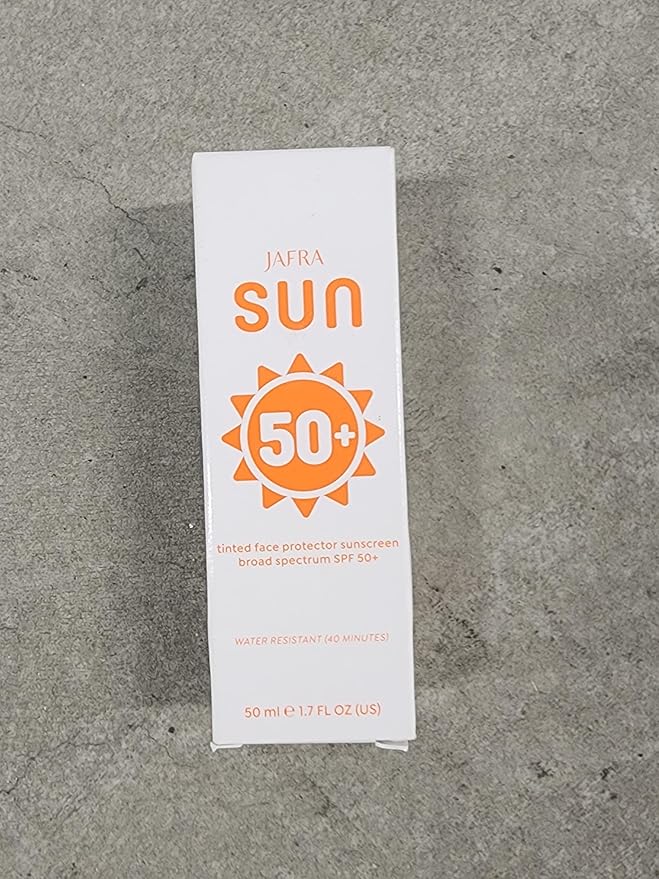 JAFRA
sun
50+
tinted face protector sunscreen
broad spectrum SPF 50+
WATER RESISTANT (40 MINUTES)
50 ml ℮ 1.7 FL OZ (US)